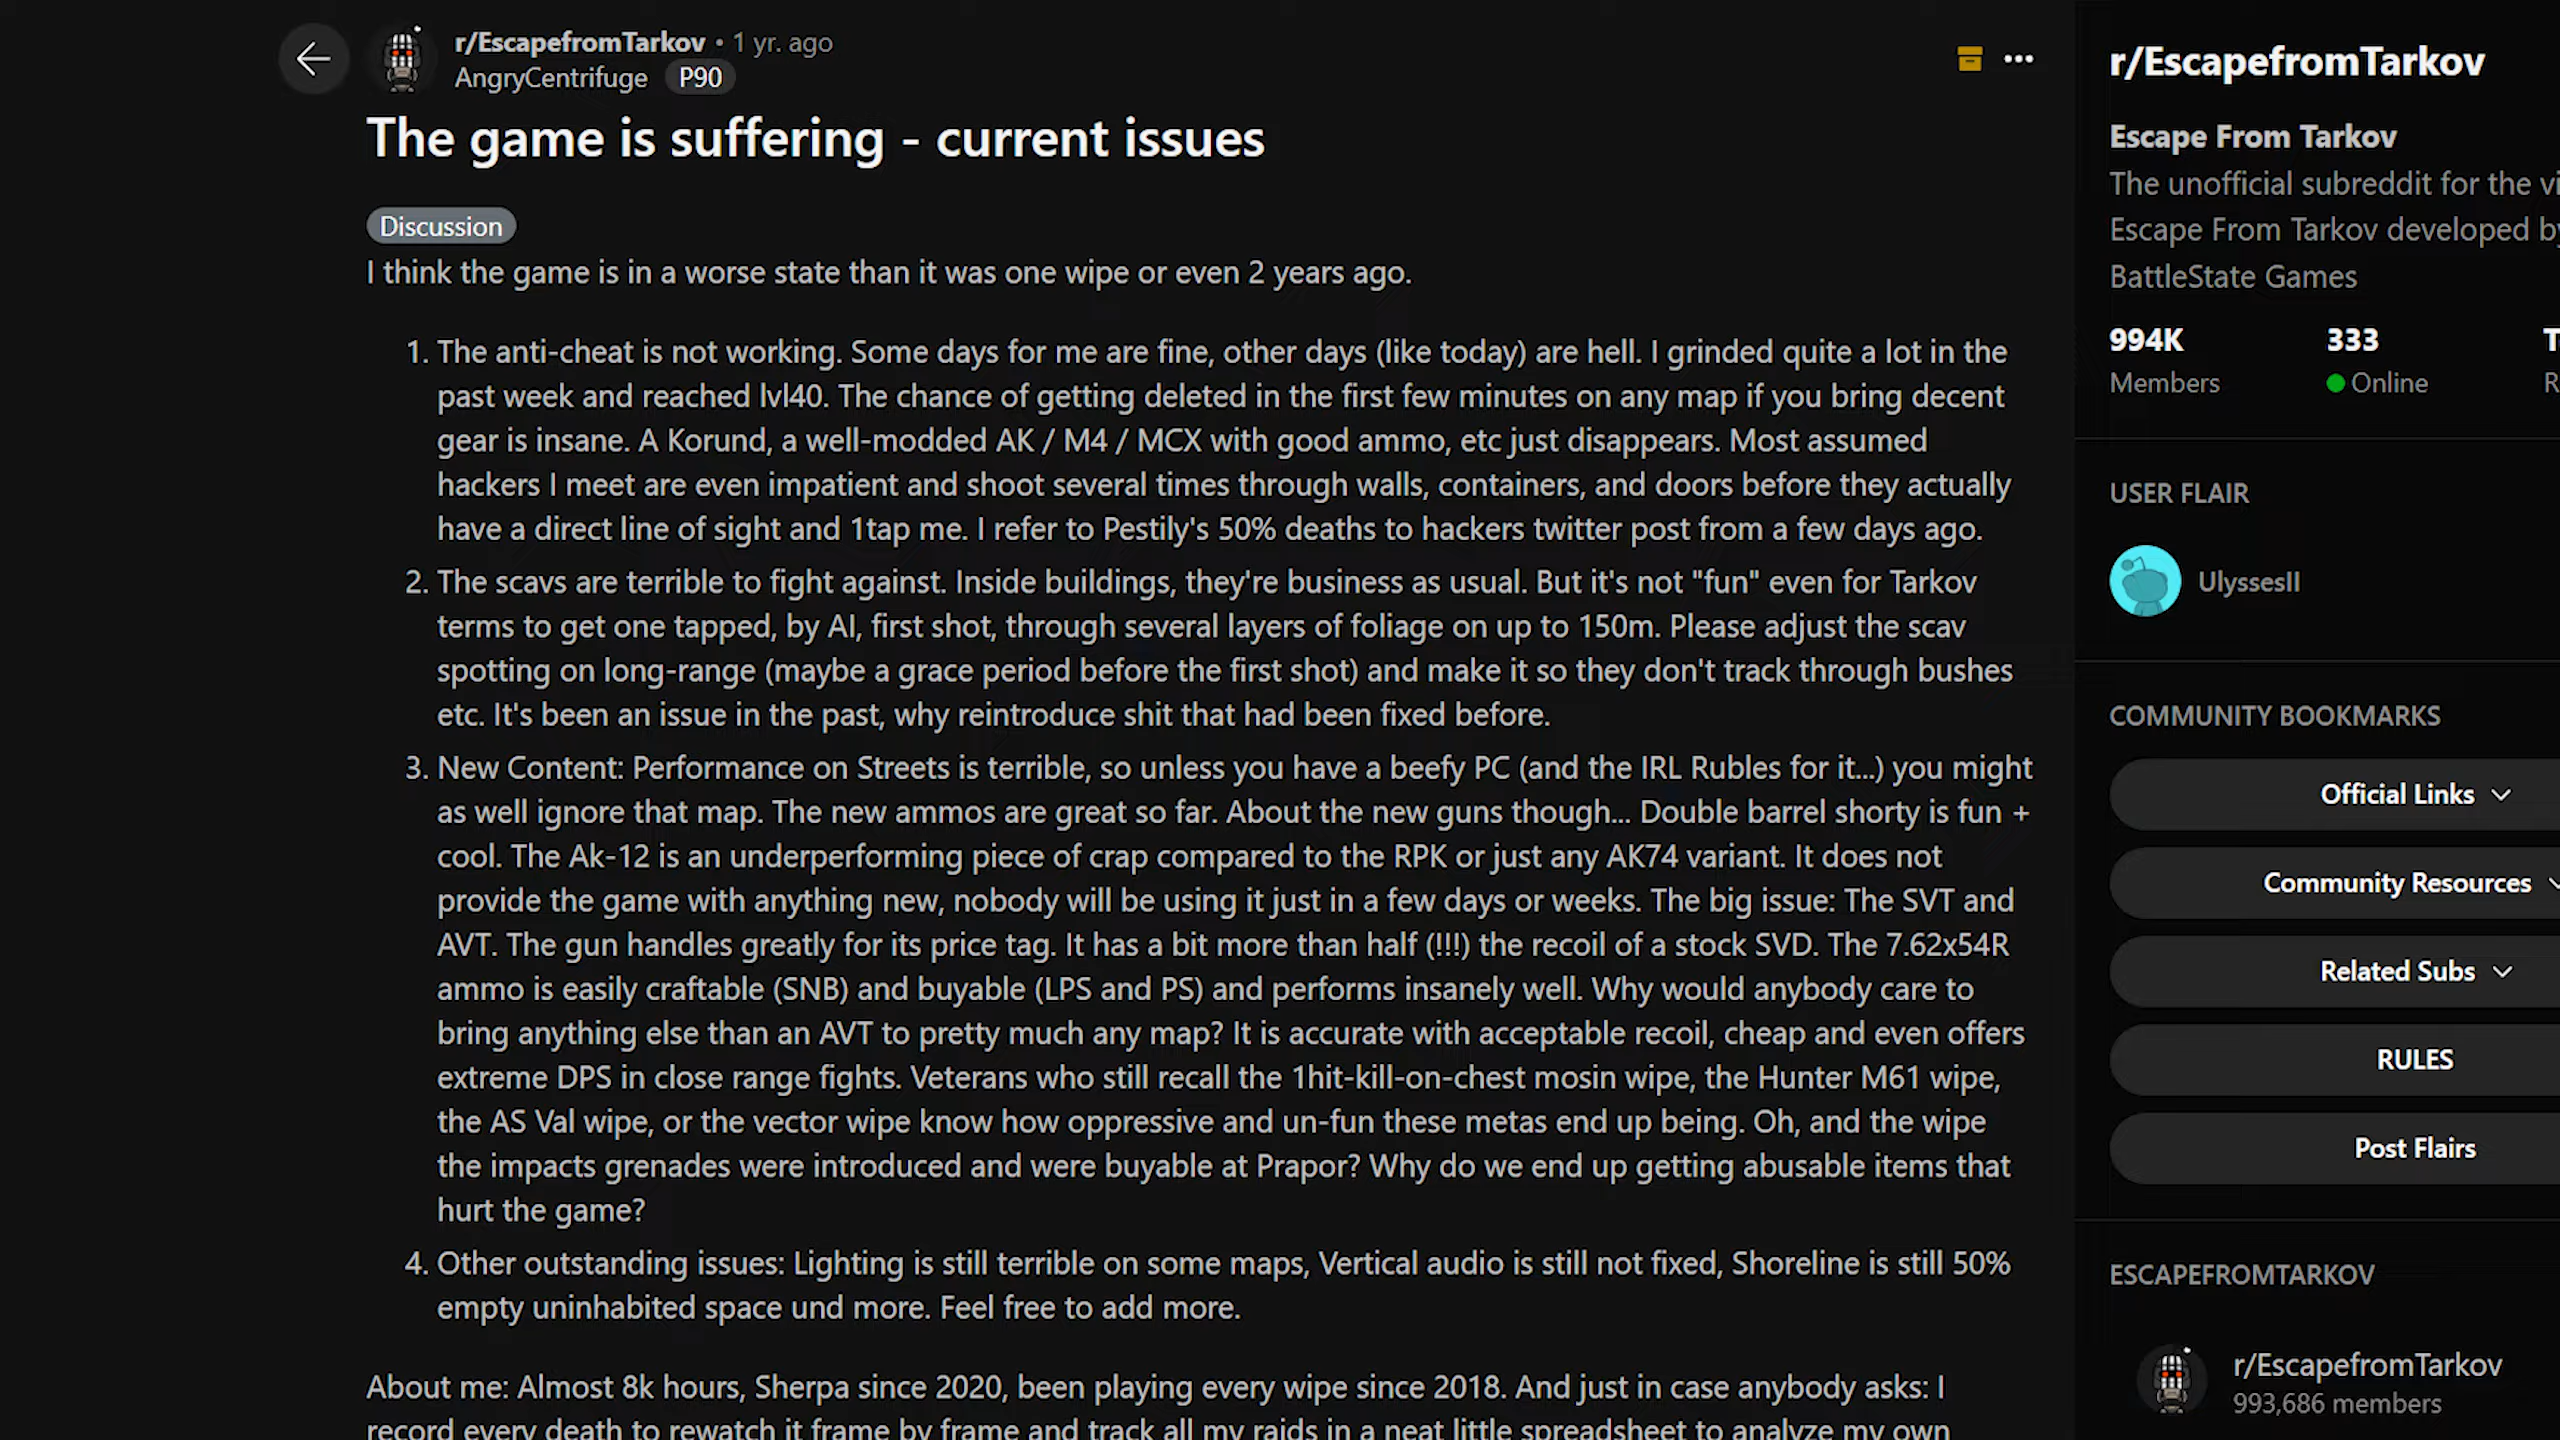 r/EscapefromTarkov • 1 yr. ago
AngryCentrifuge P90
The game is suffering - current issues
Discussion
I think the game is in a worse state than it was one wipe or even 2 years ago.
1. The anti-cheat is not working. Some days for me are fine, other days (like today) are hell. I grinded quite a lot in the
past week and reached lvl40. The chance of getting deleted in the first few minutes on any map if you bring decent
gear is insane. A Korund, a well-modded AK / M4 / MCX with good ammo, etc just disappears. Most assumed
hackers I meet are even impatient and shoot several times through walls, containers, and doors before they actually
have a direct line of sight and 1tap me. I refer to Pestily's 50% deaths to hackers twitter post from a few days ago.
2. The scavs are terrible to fight against. Inside buildings, they're business as usual. But it's not "fun" even for Tarkov
terms to get one tapped, by AI, first shot, through several layers of foliage on up to 150m. Please adjust the scav
spotting on long-range (maybe a grace period before the first shot) and make it so they don't track through bushes
etc. It's been an issue in the past, why reintroduce shit that had been fixed before.
3. New Content: Performance on Streets is terrible, so unless you have a beefy PC (and the IRL Rubles for it...) you might
as well ignore that map. The new ammos are great so far. About the new guns though... Double barrel shorty is fun +
cool. The Ak-12 is an underperforming piece of crap compared to the RPK or just any AK74 variant. It does not
provide the game with anything new, nobody will be using it just in a few days or weeks. The big issue: The SVT and
AVT. The gun handles greatly for its price tag. It has a bit more than half (!!!) the recoil of a stock SVD. The 7.62x54R
ammo is easily craftable (SNB) and buyable (LPS and PS) and performs insanely well. Why would anybody care to
bring anything else than an AVT to pretty much any map? It is accurate with acceptable recoil, cheap and even offers
extreme DPS in close range fights. Veterans who still recall the 1hit-kill-on-chest mosin wipe, the Hunter M61 wipe,
the AS Val wipe, or the vector wipe know how oppressive and un-fun these metas end up being. Oh, and the wipe
the impacts grenades were introduced and were buyable at Prapor? Why do we end up getting abusable items that
hurt the game?
4. Other outstanding issues: Lighting is still terrible on some maps, Vertical audio is still not fixed, Shoreline is still 50%
empty uninhabited space und more. Feel free to add more.
About me: Almost 8k hours, Sherpa since 2020, been playing every wipe since 2018. And just in case anybody asks: I
record every death to rewatch it frame by frame and track all my raids in a neat little spreadsheet to analyze my own
r/EscapefromTarkov
Escape From Tarkov
The unofficial subreddit for the vi
Escape From Tarkov developed by
BattleState Games
994K 333 T
Members Online R
USER FLAIR
UlyssesII
COMMUNITY BOOKMARKS
Official Links
Community Resources
Related Subs
RULES
Post Flairs
ESCAPEFROMTARKOV
r/EscapefromTarkov
993,686 members